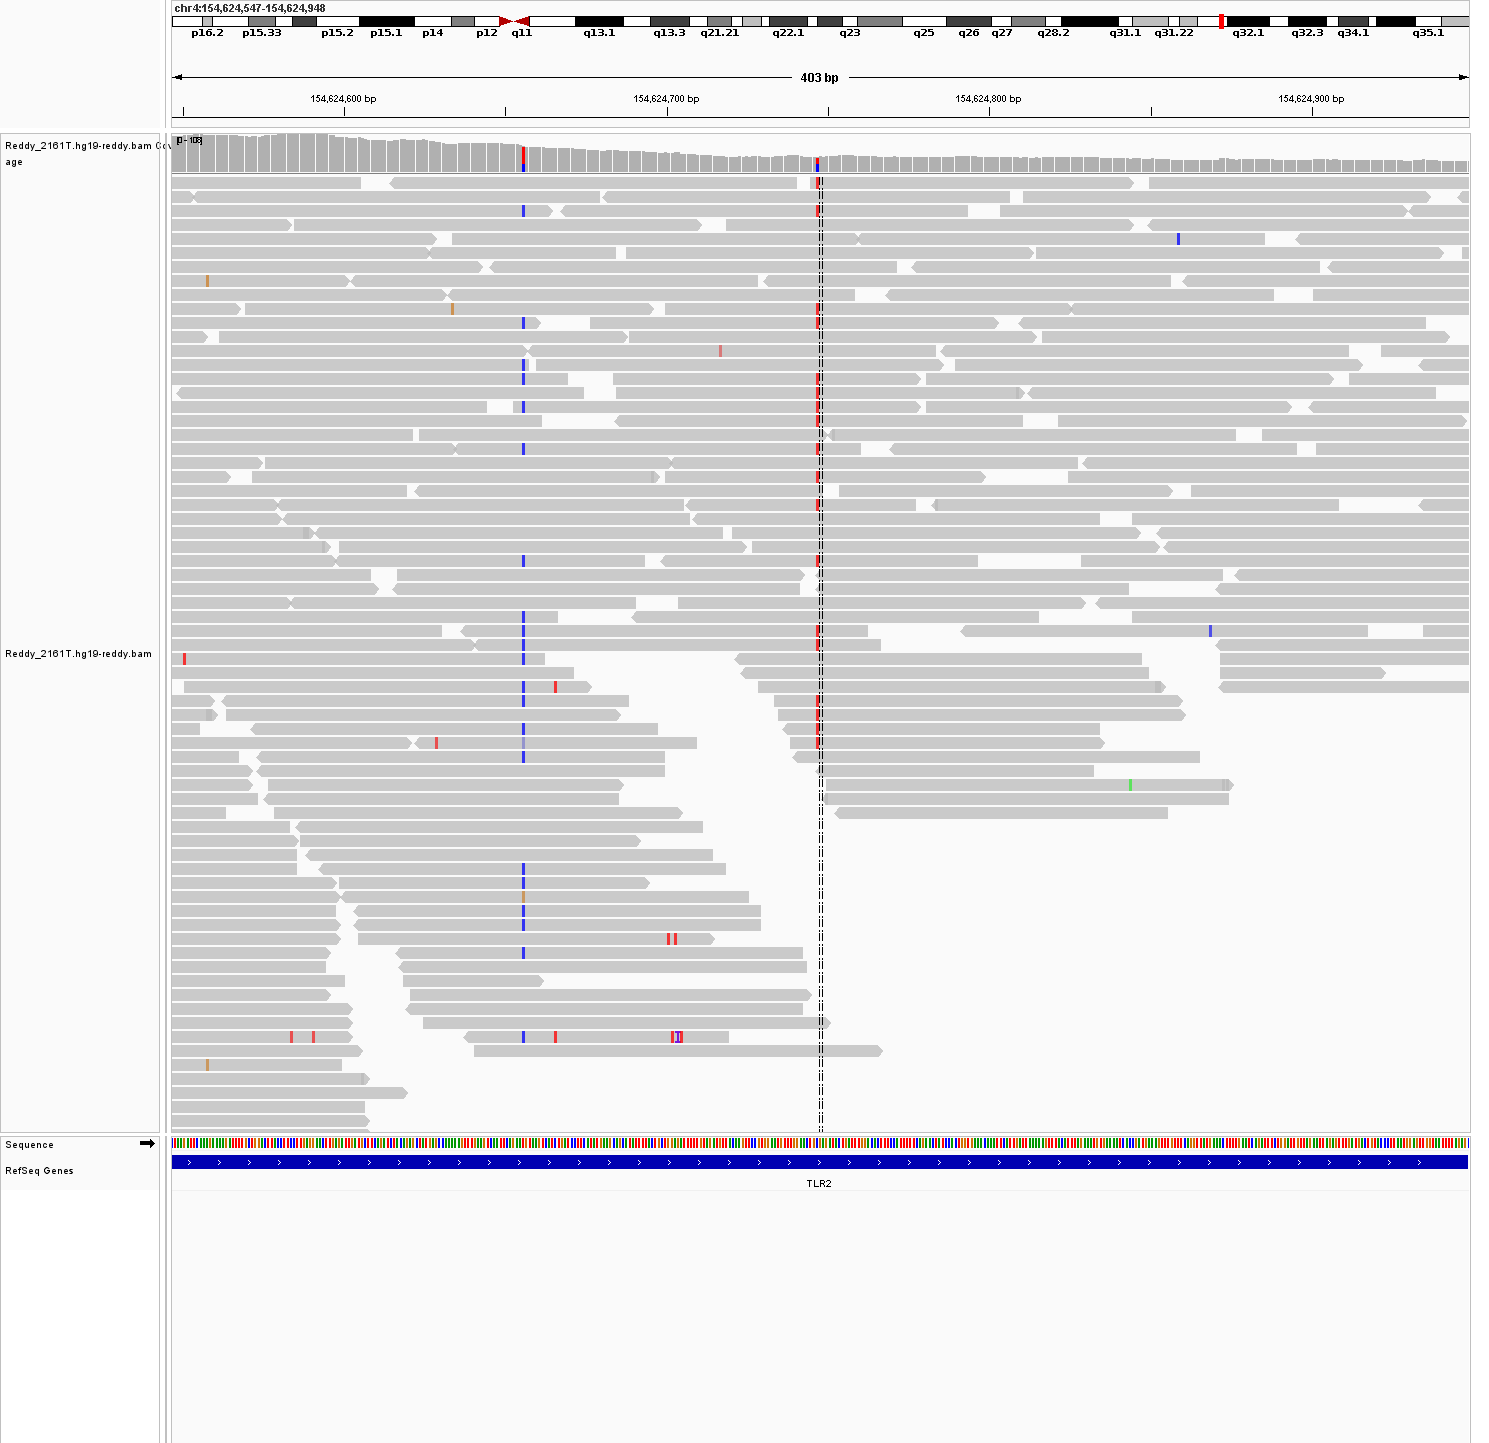 chr4:154,624,547-154,624,948
p16.2 p15.33 p15.2 p15.1 p14 p12 q11 q13.1 q13.3 q21.21 q22.1 q23 q25 q26 q27 q28.2 q31.1 q31.22 q32.1 q32.3 q34.1 q35.1
403 bp
154,624,600 bp 154,624,700 bp 154,624,800 bp 154,624,900 bp
[0 - 108]
Reddy_2161T.hg19-reddy.bam Cov
age
Reddy_2161T.hg19-reddy.bam
I
Sequence
RefSeq Genes
TLR2